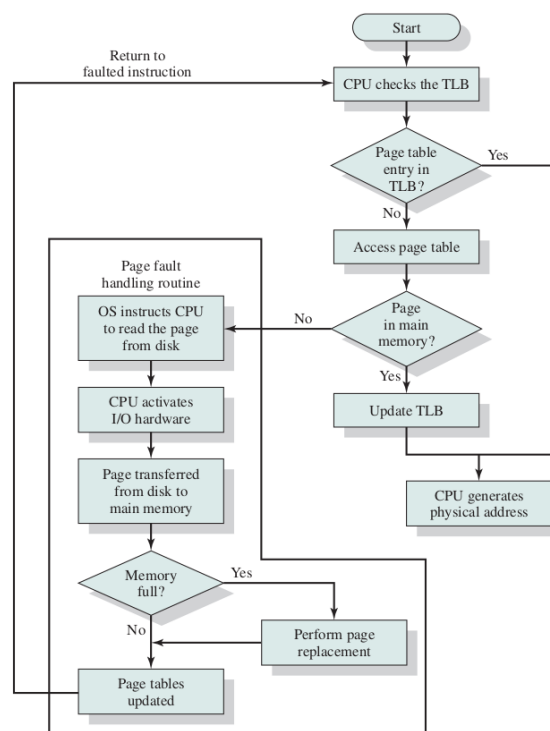 Start
Return to
faulted instruction
CPU checks the TLB
Page table
entry in
TLB?
Yes
No
Access page table
Page fault
handling routine
OS instructs CPU
to read the page
from disk
No
Page
in main
memory?
Yes
CPU activates
I/O hardware
Update TLB
Page transferred
from disk to
main memory
CPU generates
physical address
Memory
full?
Yes
No
Perform page
replacement
Page tables
updated